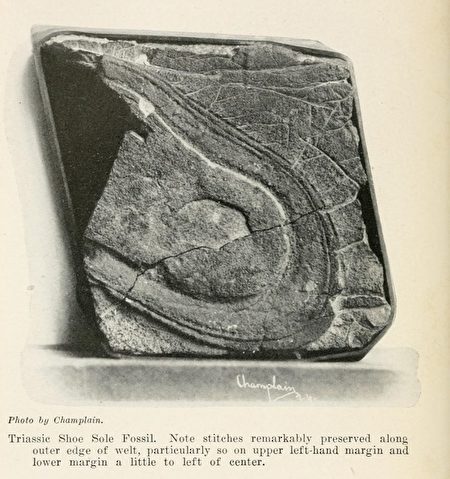 Champlain
Photo by Champlain.
Triassic Shoe Sole Fossil. Note stitches remarkably preserved along
outer edge of welt, particularly so on upper left-hand margin and
lower margin a little to left of center.